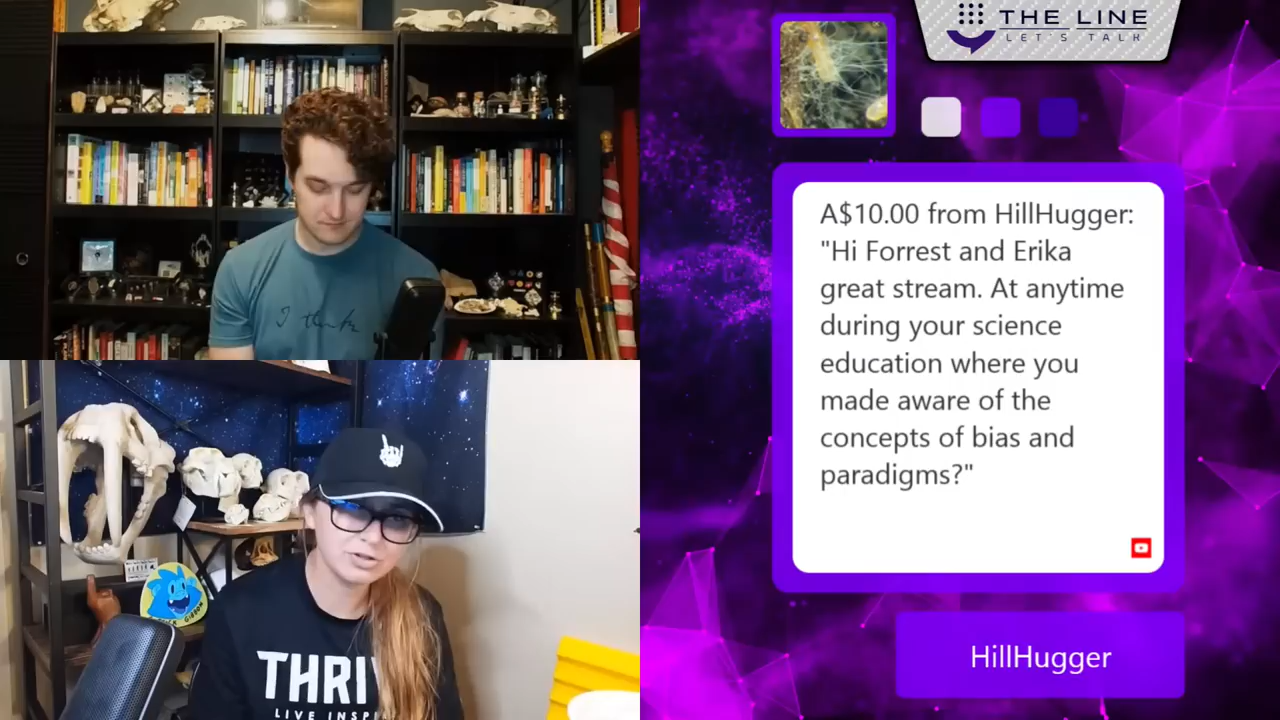 THE LINE
LET'S TALK
A$10.00 from HillHugger:
"Hi Forrest and Erika
great stream. At anytime
during your science
education where you
made aware of the
concepts of bias and
paradigms?"
HillHugger
I think
THRIV
LIVE INSPI